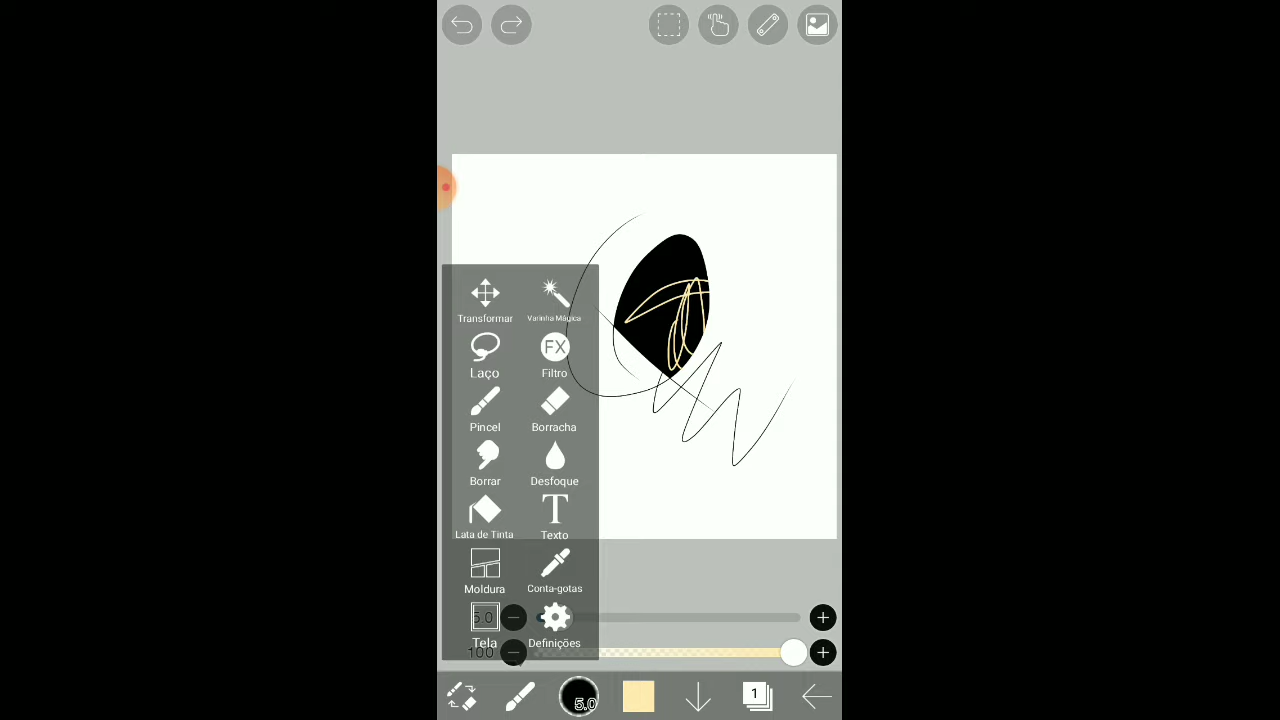 Transformar Varinha Mágica
Laço Filtro
Pincel Borracha
Borrar Desfoque
Lata de Tinta Texto
Moldura Conta-gotas
5.0
Tela Definições
100
5.0
1
FX
T